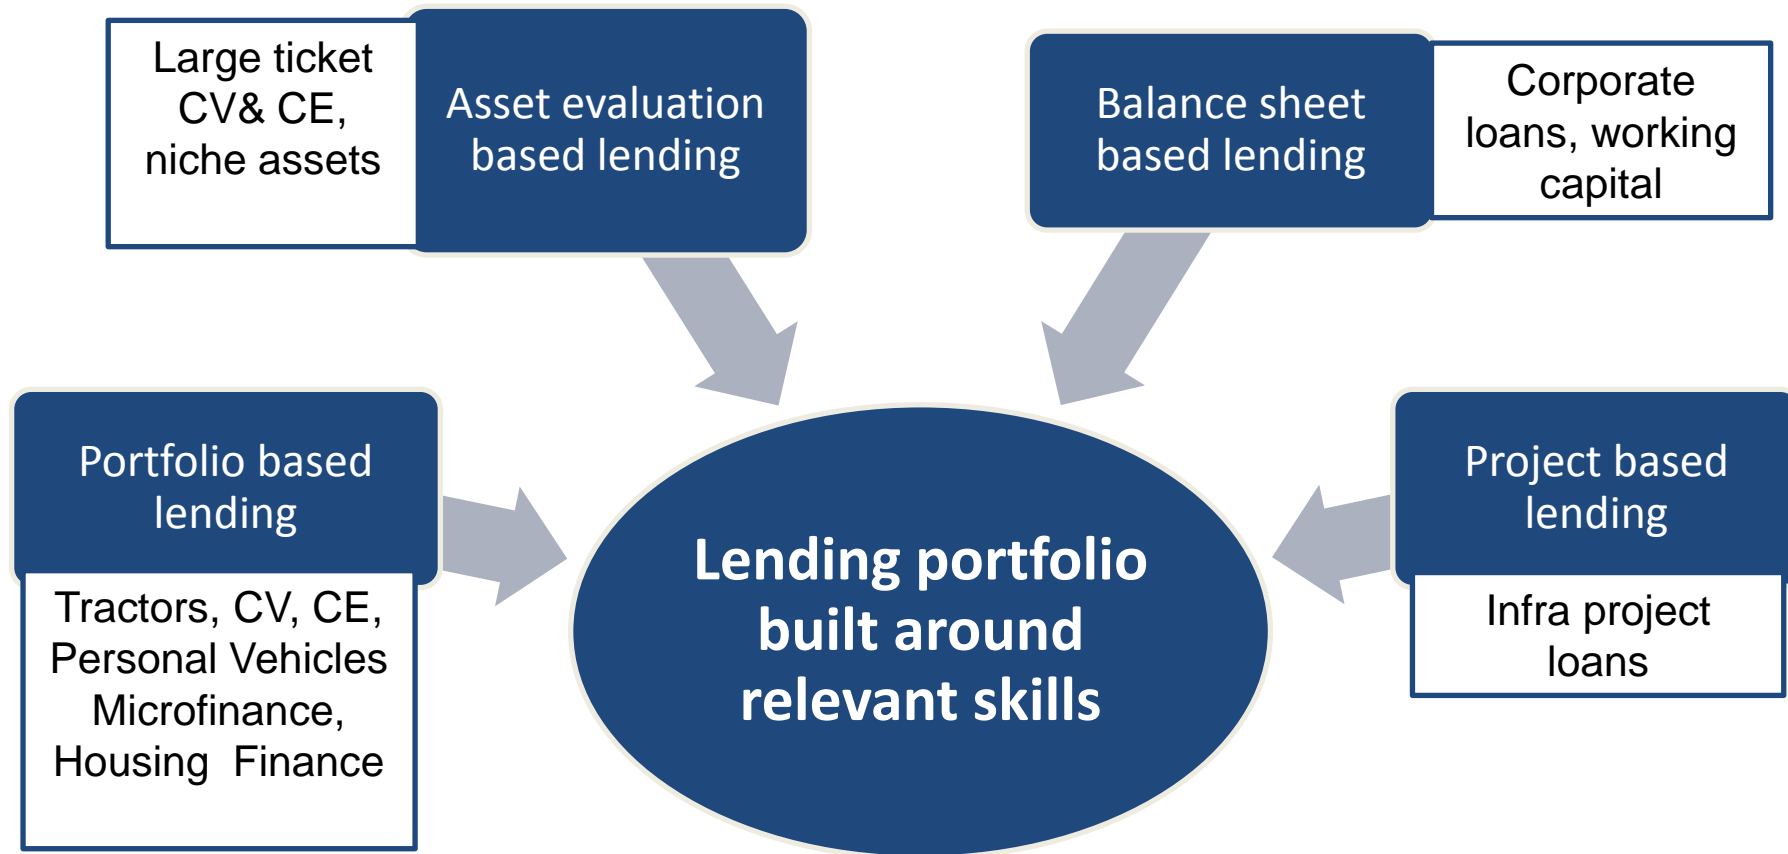 Large ticket
CV& CE,
niche assets
Asset evaluation
based lending
Balance sheet
based lending
Corporate
loans, working
capital
Portfolio based
lending
Tractors, CV, CE,
Personal Vehicles
Microfinance,
Housing  Finance
Lending portfolio
built around
relevant skills
Project based
lending
Infra project
loans